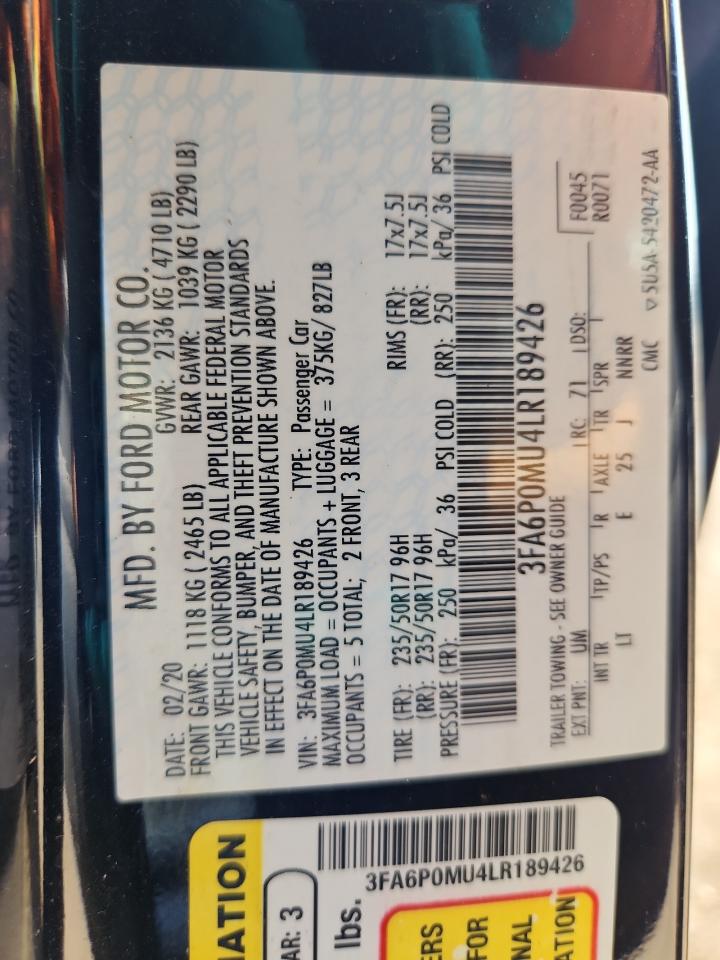 MFD. BY FORD MOTOR CO.
DATE: 02/20 GVWR: 2136 KG ( 4710 LB)
FRONT GAWR: 1118 KG ( 2465 LB) REAR GAWR: 1039 KG ( 2290 LB)
THIS VEHICLE CONFORMS TO ALL APPLICABLE FEDERAL MOTOR
VEHICLE SAFETY, BUMPER, AND THEFT PREVENTION STANDARDS
IN EFFECT ON THE DATE OF MANUFACTURE SHOWN ABOVE.
VIN: 3FA6P0MU4LR189426 TYPE: Passenger Car
MAXIMUM LOAD = OCCUPANTS + LUGGAGE = 375KG/ 827LB
OCCUPANTS = 5 TOTAL; 2 FRONT, 3 REAR
TIRE (FR): 235/50R17 96H RIMS (FR): 17x7.5J
(RR): 235/50R17 96H (RR): 17x7.5J
PRESSURE (FR): 250 kPa/ 36 PSI COLD (RR): 250 kPa/ 36 PSI COLD
3FA6P0MU4LR189426
TRAILER TOWING - SEE OWNER GUIDE
F0045
EXT PNT: UM RC: 71 DSO: R0071
INT TR TP/PS R AXLE TR SPR
LT E 25 J NNRR
CMC ▽ 5U5A-5420472-AA
MATION
AR: 3
lbs.
3FA6P0MU4LR189426
ERS
FOR
NAL
ATION